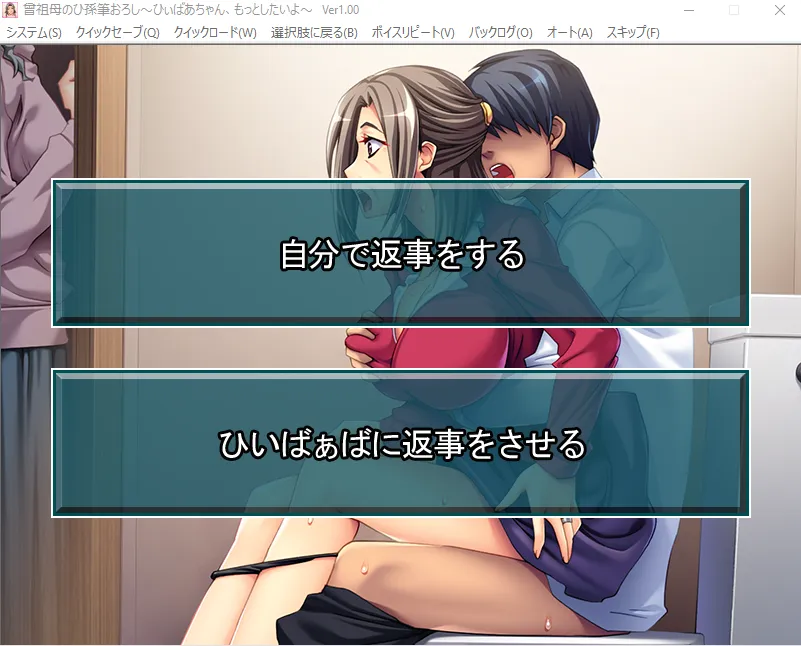 曾祖母のひ孫筆おろし～ひいばあちゃん、もっとしたいよ～ Ver1.00
システム(S) クイックセーブ(Q) クイックロード(W) 選択肢に戻る(B) ボイスリピート(V) バックログ(O) オート(A) スキップ(F)
自分で返事をする
ひいばぁばに返事をさせる